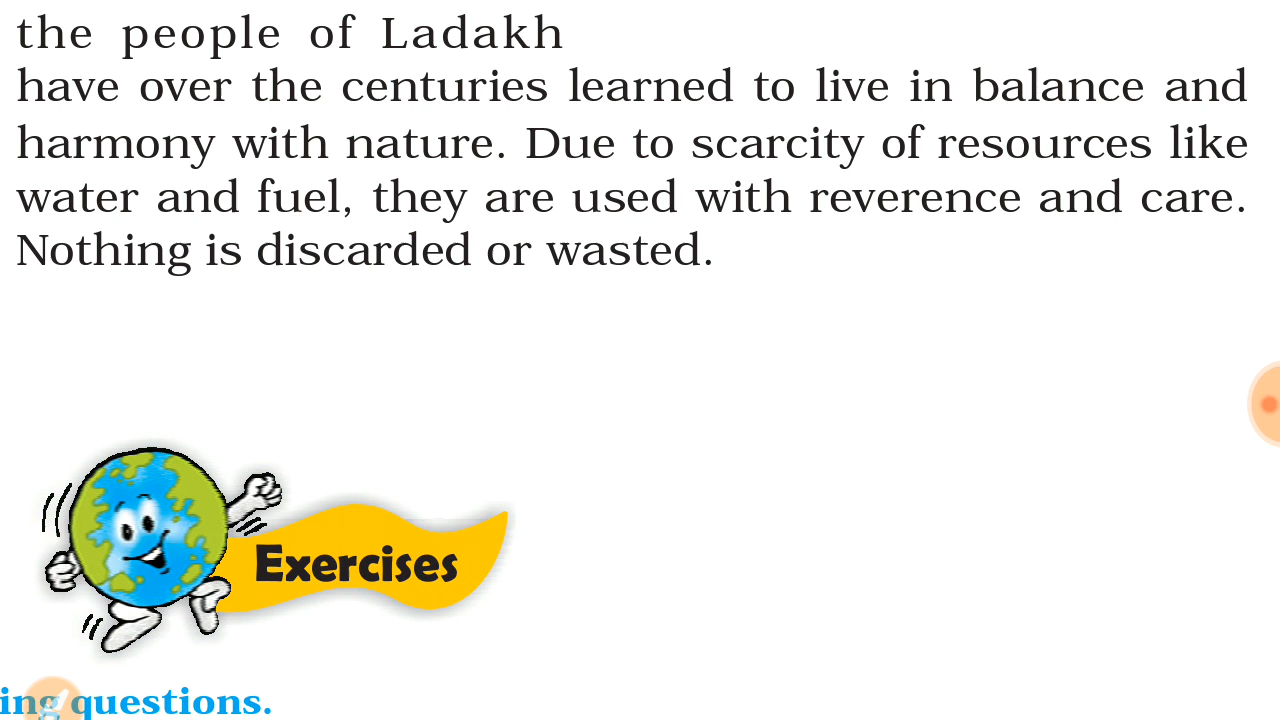 the people of Ladakh
have over the centuries learned to live in balance and
harmony with nature. Due to scarcity of resources like
water and fuel, they are used with reverence and care.
Nothing is discarded or wasted.
Exercises
ing questions.